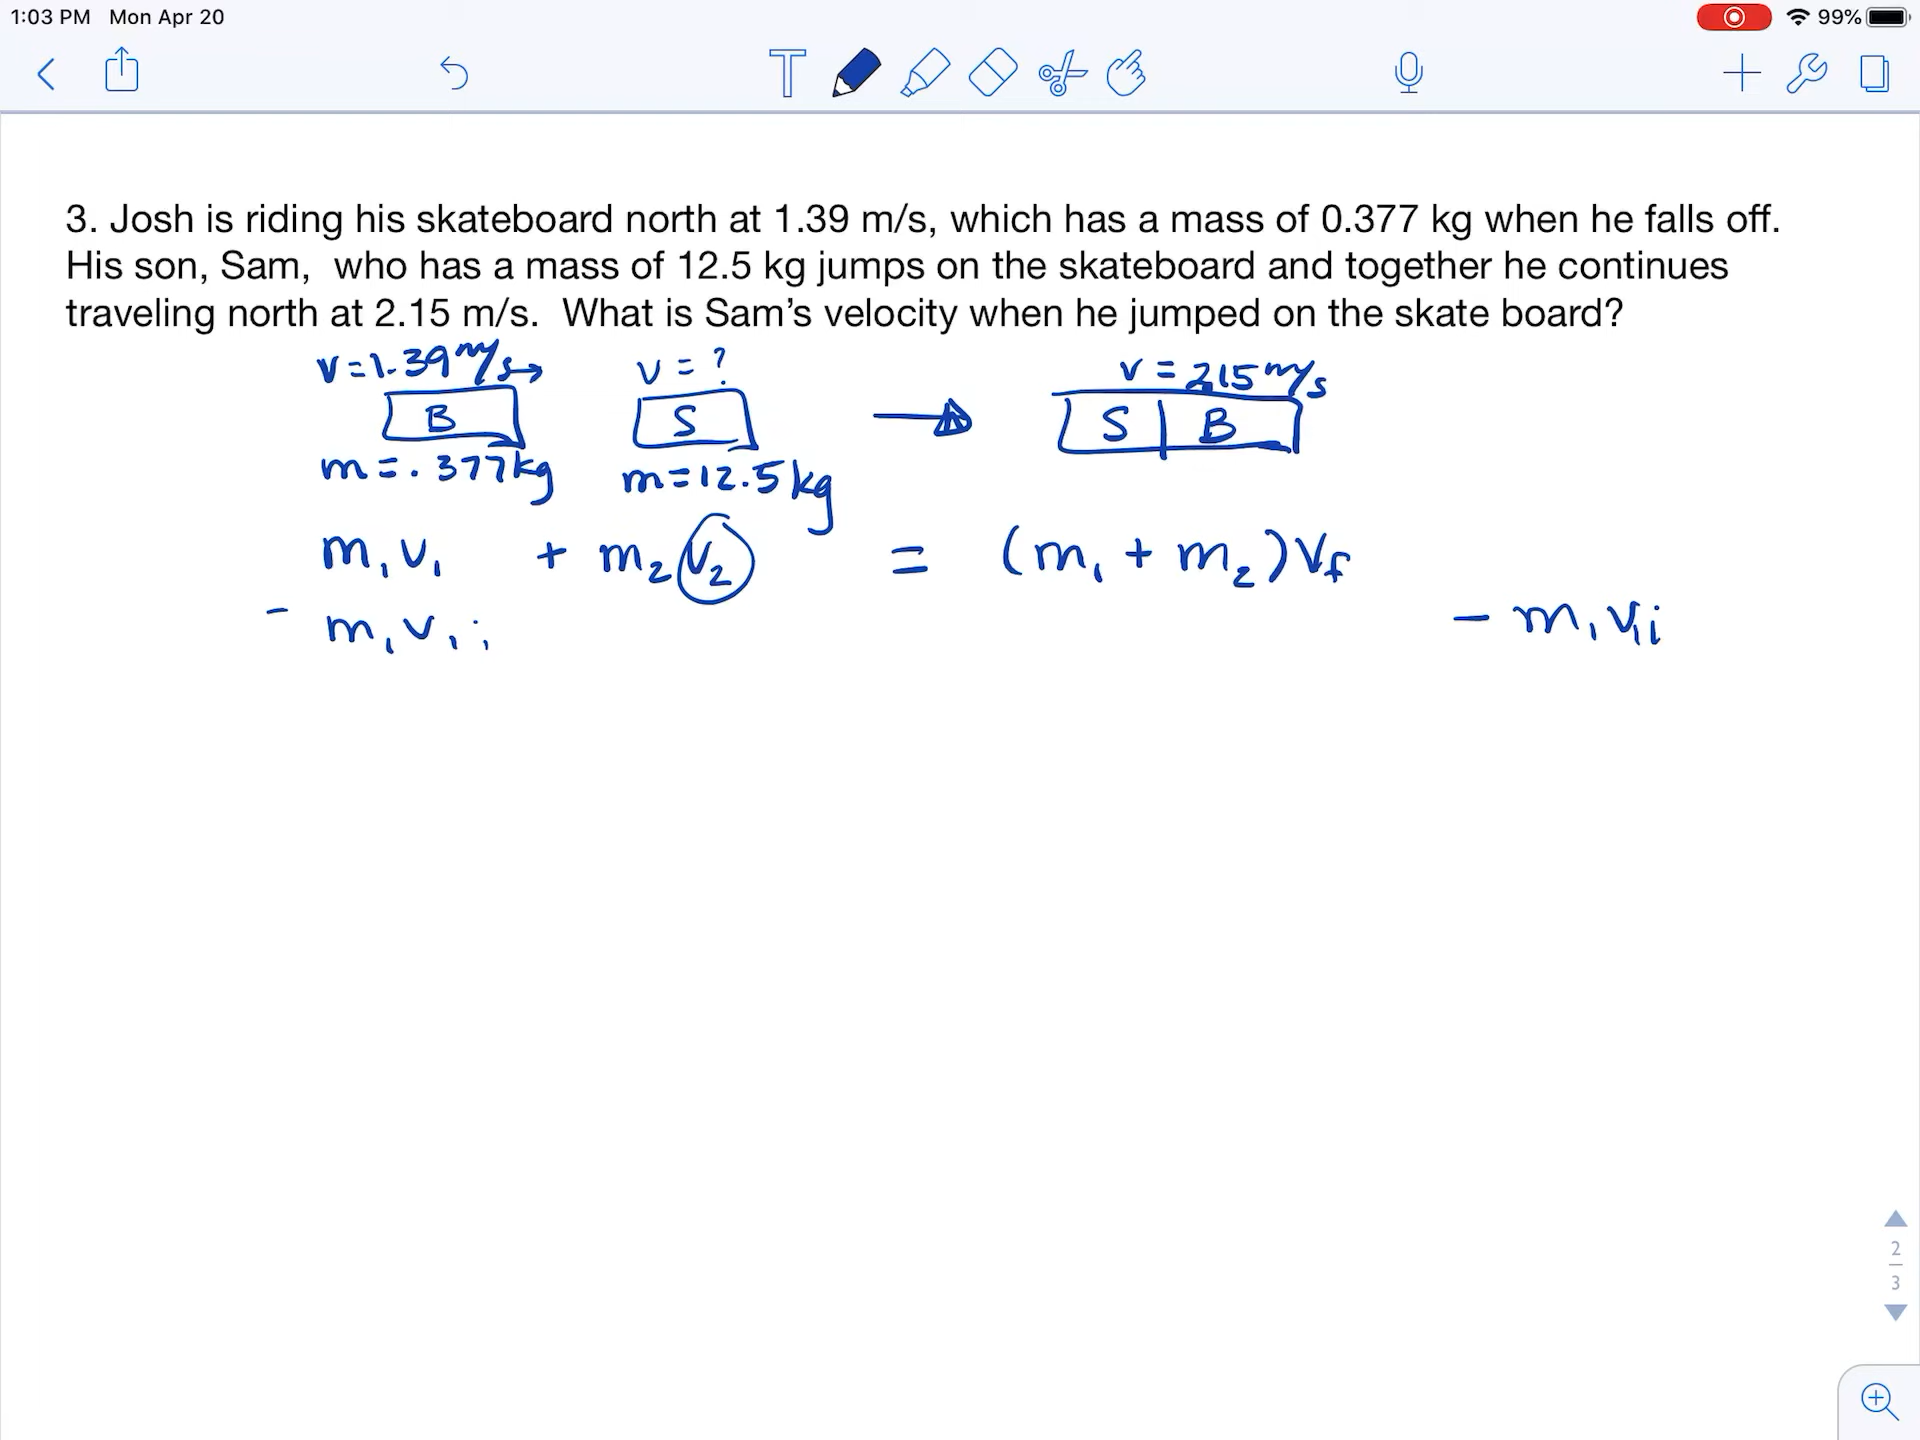 1:03 PM Mon Apr 20 99%
T
3. Josh is riding his skateboard north at 1.39 m/s, which has a mass of 0.377 kg when he falls off.
His son, Sam, who has a mass of 12.5 kg jumps on the skateboard and together he continues
traveling north at 2.15 m/s. What is Sam's velocity when he jumped on the skate board?
v=1.39 m/s → v = ? v = 2.15 m/s
B S → S B
m=.377kg m=12.5kg
m₁v₁ + m₂v₂ = (m₁ + m₂)vf
- m₁v₁i - m₁v₁i
2
3